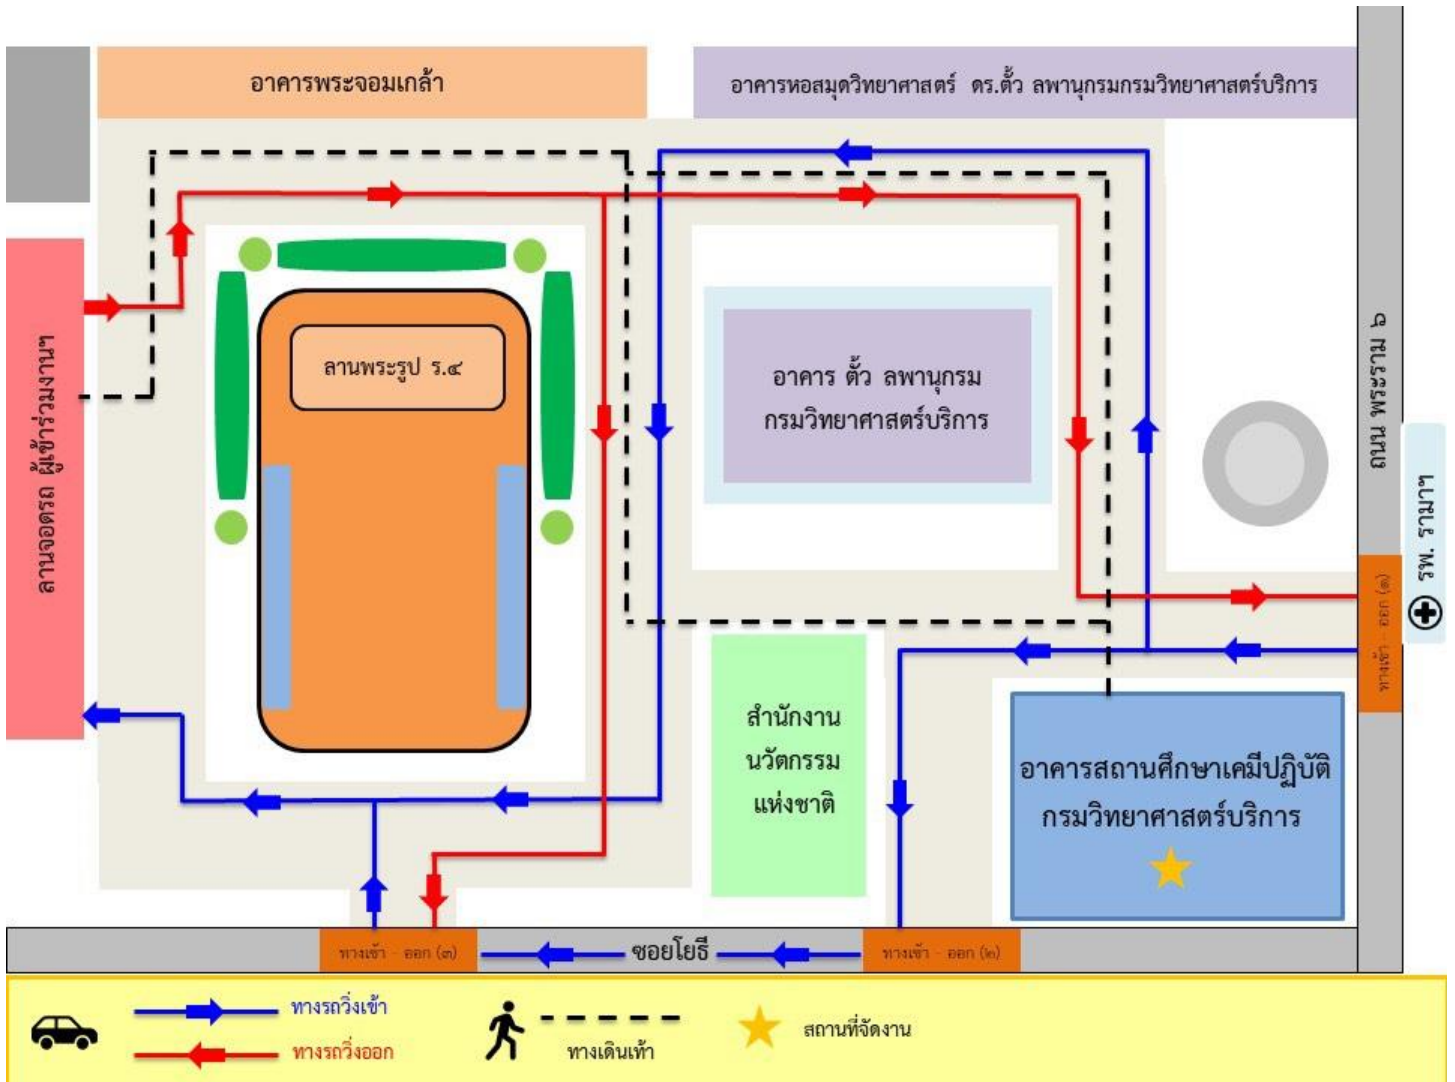 อาคารพระจอมเกล้า
อาคารหอสมุดวิทยาศาสตร์ ดร.ตั้ว ลพานุกรมกรมวิทยาศาสตร์บริการ
ลานจอดรถ ผู้เข้าร่วมงานฯ
ลานพระรูป ร.๔
อาคาร ตั้ว ลพานุกรม
กรมวิทยาศาสตร์บริการ
ถนน พระราม ๖
รพ. รามาฯ
ทางเข้า - ออก (๑)
สำนักงาน
นวัตกรรม
แห่งชาติ
อาคารสถานศึกษาเคมีปฏิบัติ
กรมวิทยาศาสตร์บริการ
ทางเข้า - ออก (๓)
ซอยโยธี
ทางเข้า - ออก (๒)
ทางรถวิ่งเข้า
ทางรถวิ่งออก
ทางเดินเท้า
สถานที่จัดงาน